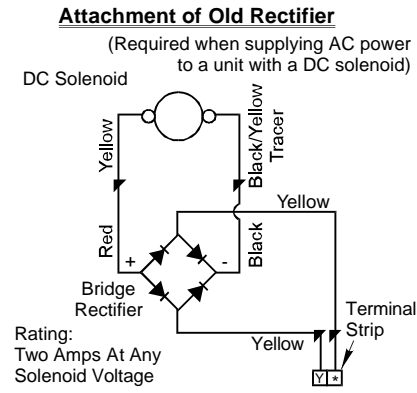 Attachment of Old Rectifier
(Required when supplying AC power
to a unit with a DC solenoid)
DC Solenoid
Yellow
Black/Yellow
Tracer
Yellow
Red
+
-
Black
Bridge
Rectifier
Terminal
Strip
Yellow
Rating:
Two Amps At Any
Solenoid Voltage
Y *